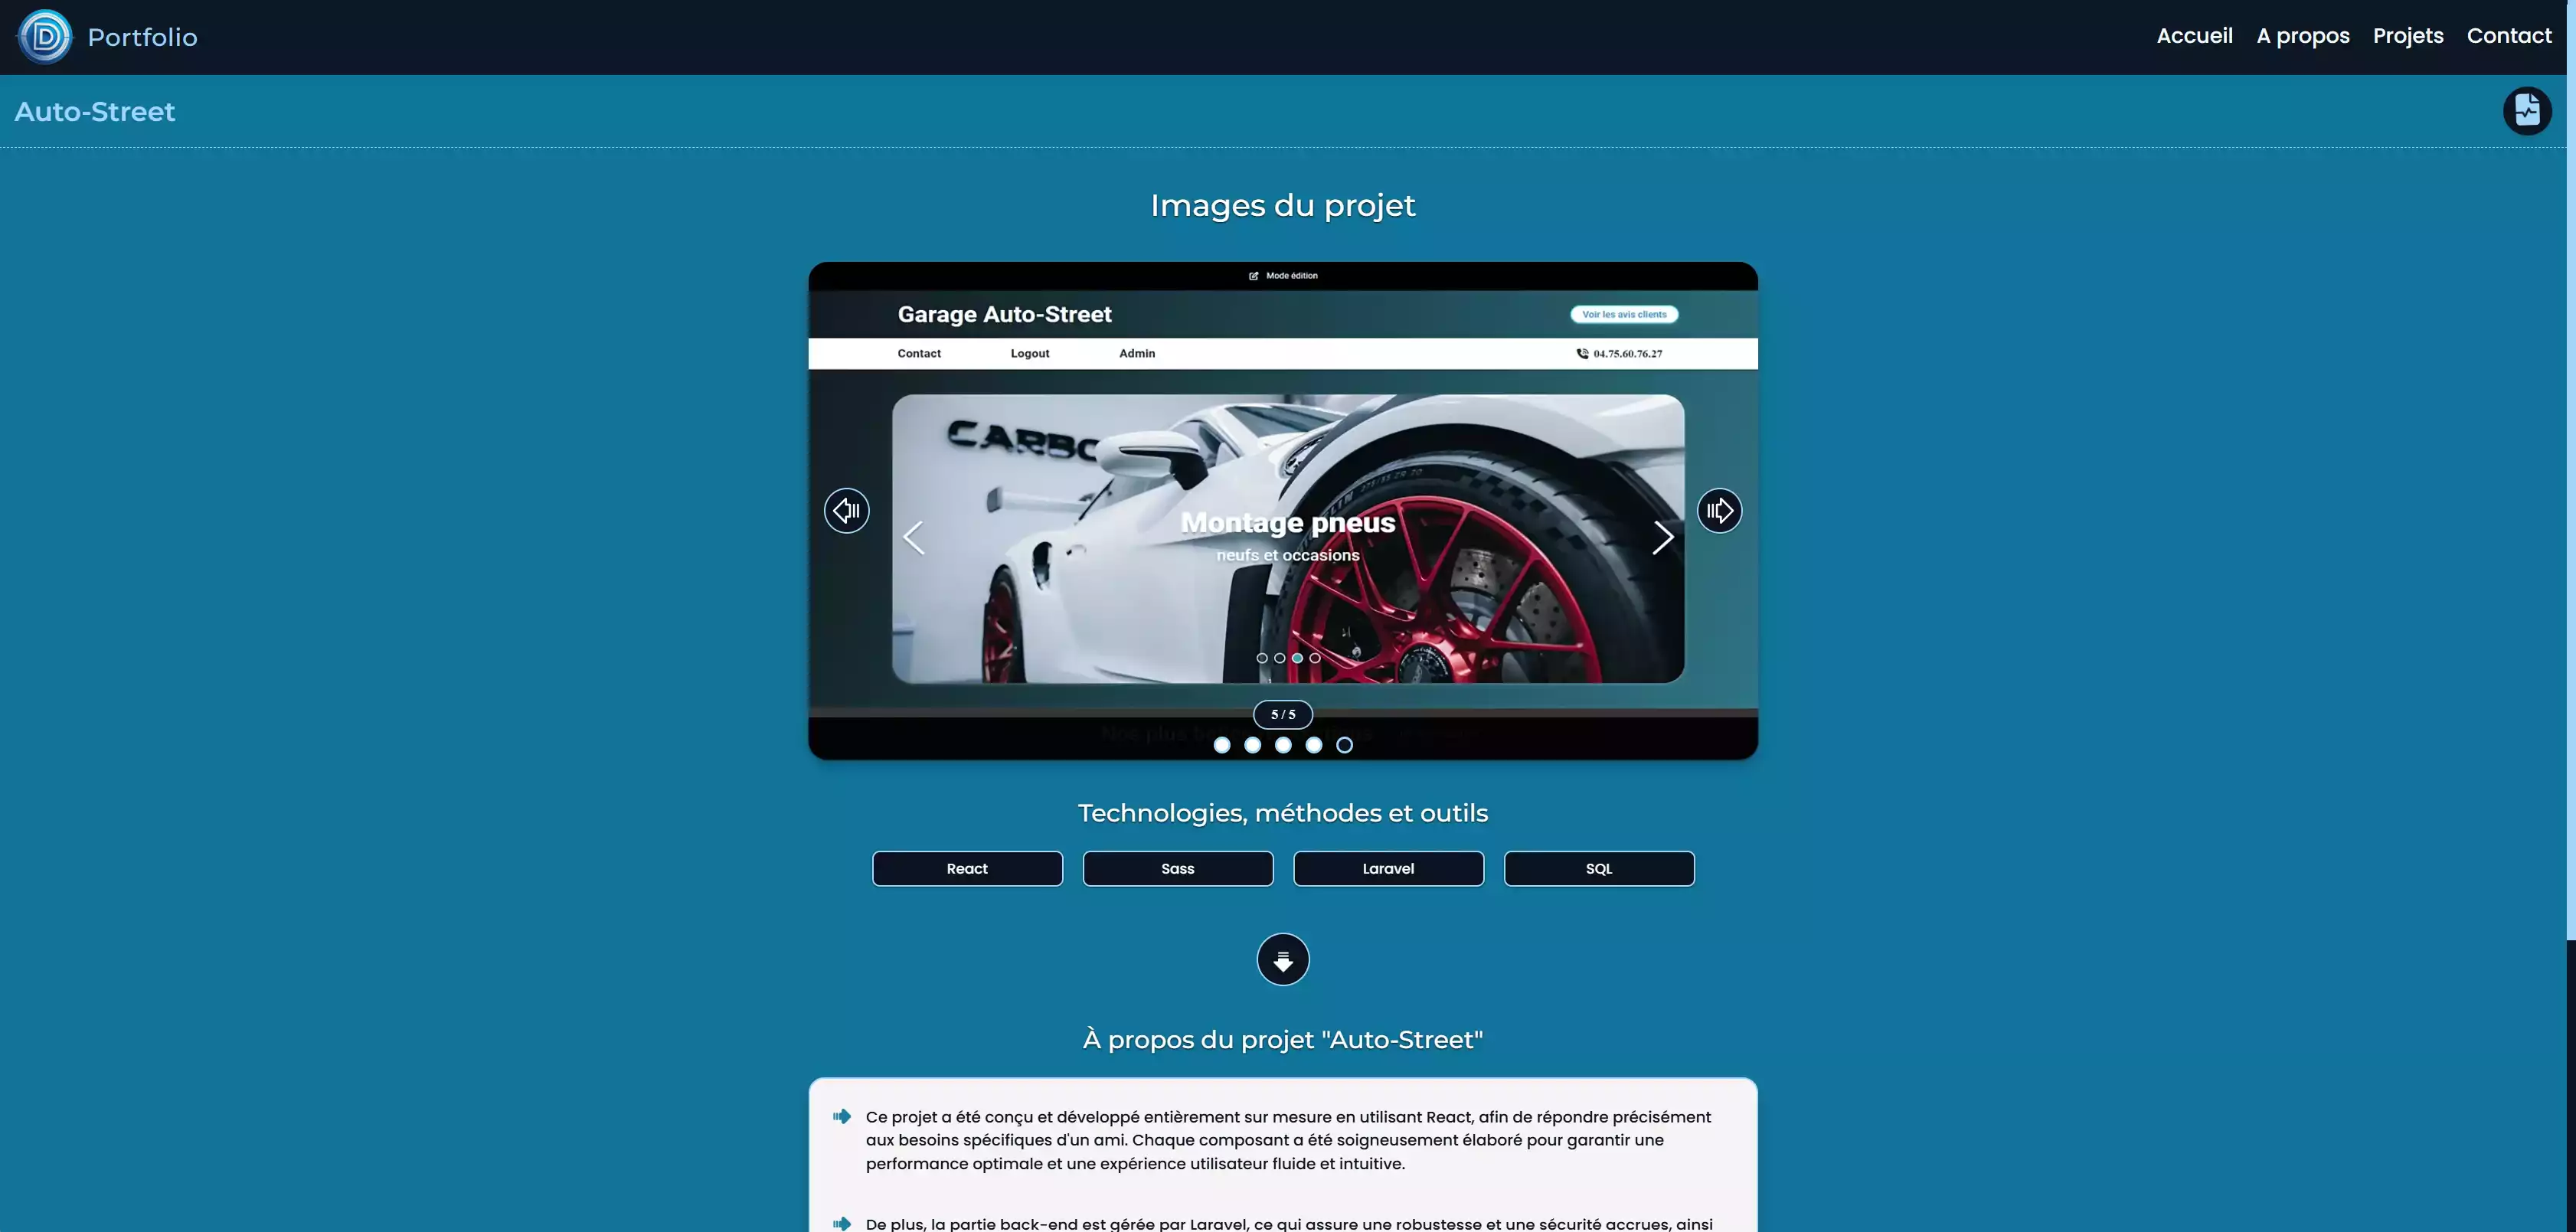 Portfolio
Accueil A propos Projets Contact
Auto-Street
Images du projet
Mode édition
Garage Auto-Street
Voir les avis clients
Contact Logout Admin 04.75.60.76.27
CARBO
Montage pneus
neufs et occasions
5 / 5
Technologies, méthodes et outils
React Sass Laravel SQL
À propos du projet "Auto-Street"
Ce projet a été conçu et développé entièrement sur mesure en utilisant React, afin de répondre précisément
aux besoins spécifiques d'un ami. Chaque composant a été soigneusement élaboré pour garantir une
performance optimale et une expérience utilisateur fluide et intuitive.
De plus, la partie back-end est gérée par Laravel, ce qui assure une robustesse et une sécurité accrues, ainsi